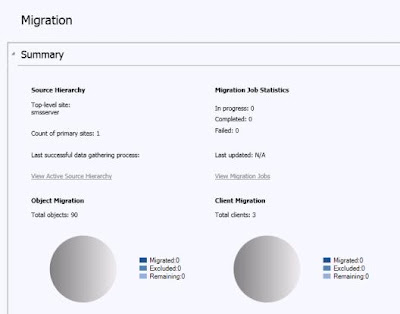 Migration
Summary
Source Hierarchy
Top-level site:
smsserver
Count of primary sites: 1
Last successful data gathering process:
View Active Source Hierarchy
Migration Job Statistics
In progress: 0
Completed: 0
Failed: 0
Last updated: N/A
View Migration Jobs
Object Migration
Total objects: 90
Migrated:0
Excluded:0
Remaining:0
Client Migration
Total clients: 3
Migrated:0
Excluded:0
Remaining:0